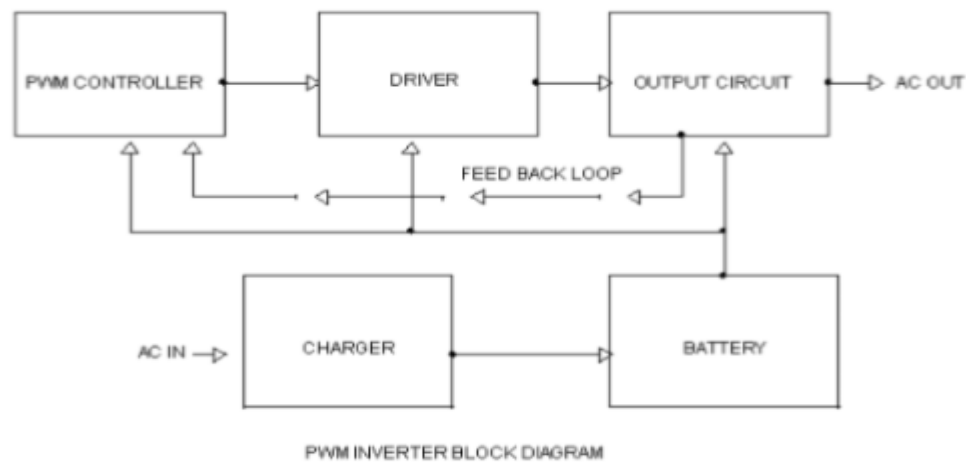 PWM CONTROLLER
DRIVER
OUTPUT CIRCUIT
AC OUT
FEED BACK LOOP
AC IN
CHARGER
BATTERY
PWM INVERTER BLOCK DIAGRAM